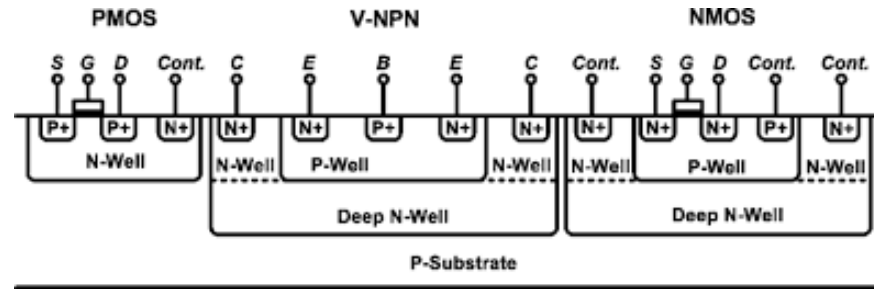 PMOS V-NPN NMOS
S G D Cont. C E B E C Cont. S G D Cont. Cont.
P+ P+ N+ N+ N+ P+ N+ N+ N+ N+ N+ P+ N+
N-Well N-Well P-Well N-Well N-Well P-Well N-Well
Deep N-Well Deep N-Well
P-Substrate